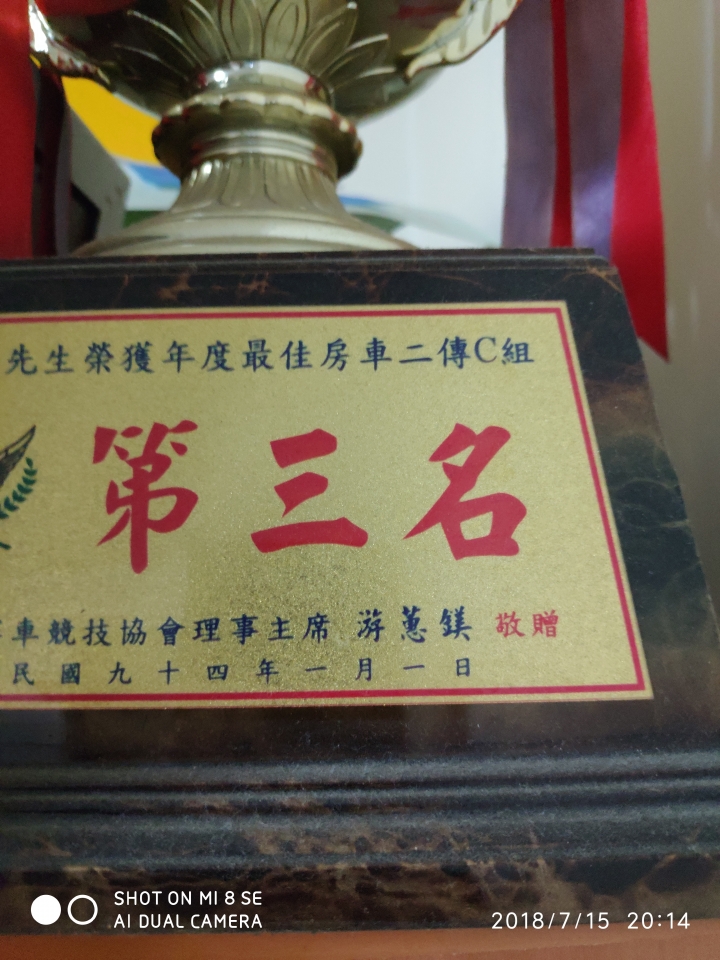 先生榮獲年度最佳房車二傳C組
第三名
車競技協會理事主席 游蕙鎂 敬贈
民國九十四年一月一日
SHOT ON MI 8 SE
AI DUAL CAMERA
2018/7/15 20:14